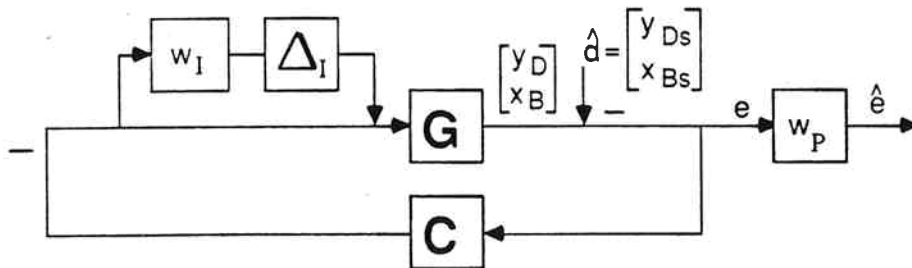 w_I
Δ_I
[y_D
x_B]
d̂ = [y_Ds
x_Bs]
−
−
G
e
w_P
ê
C